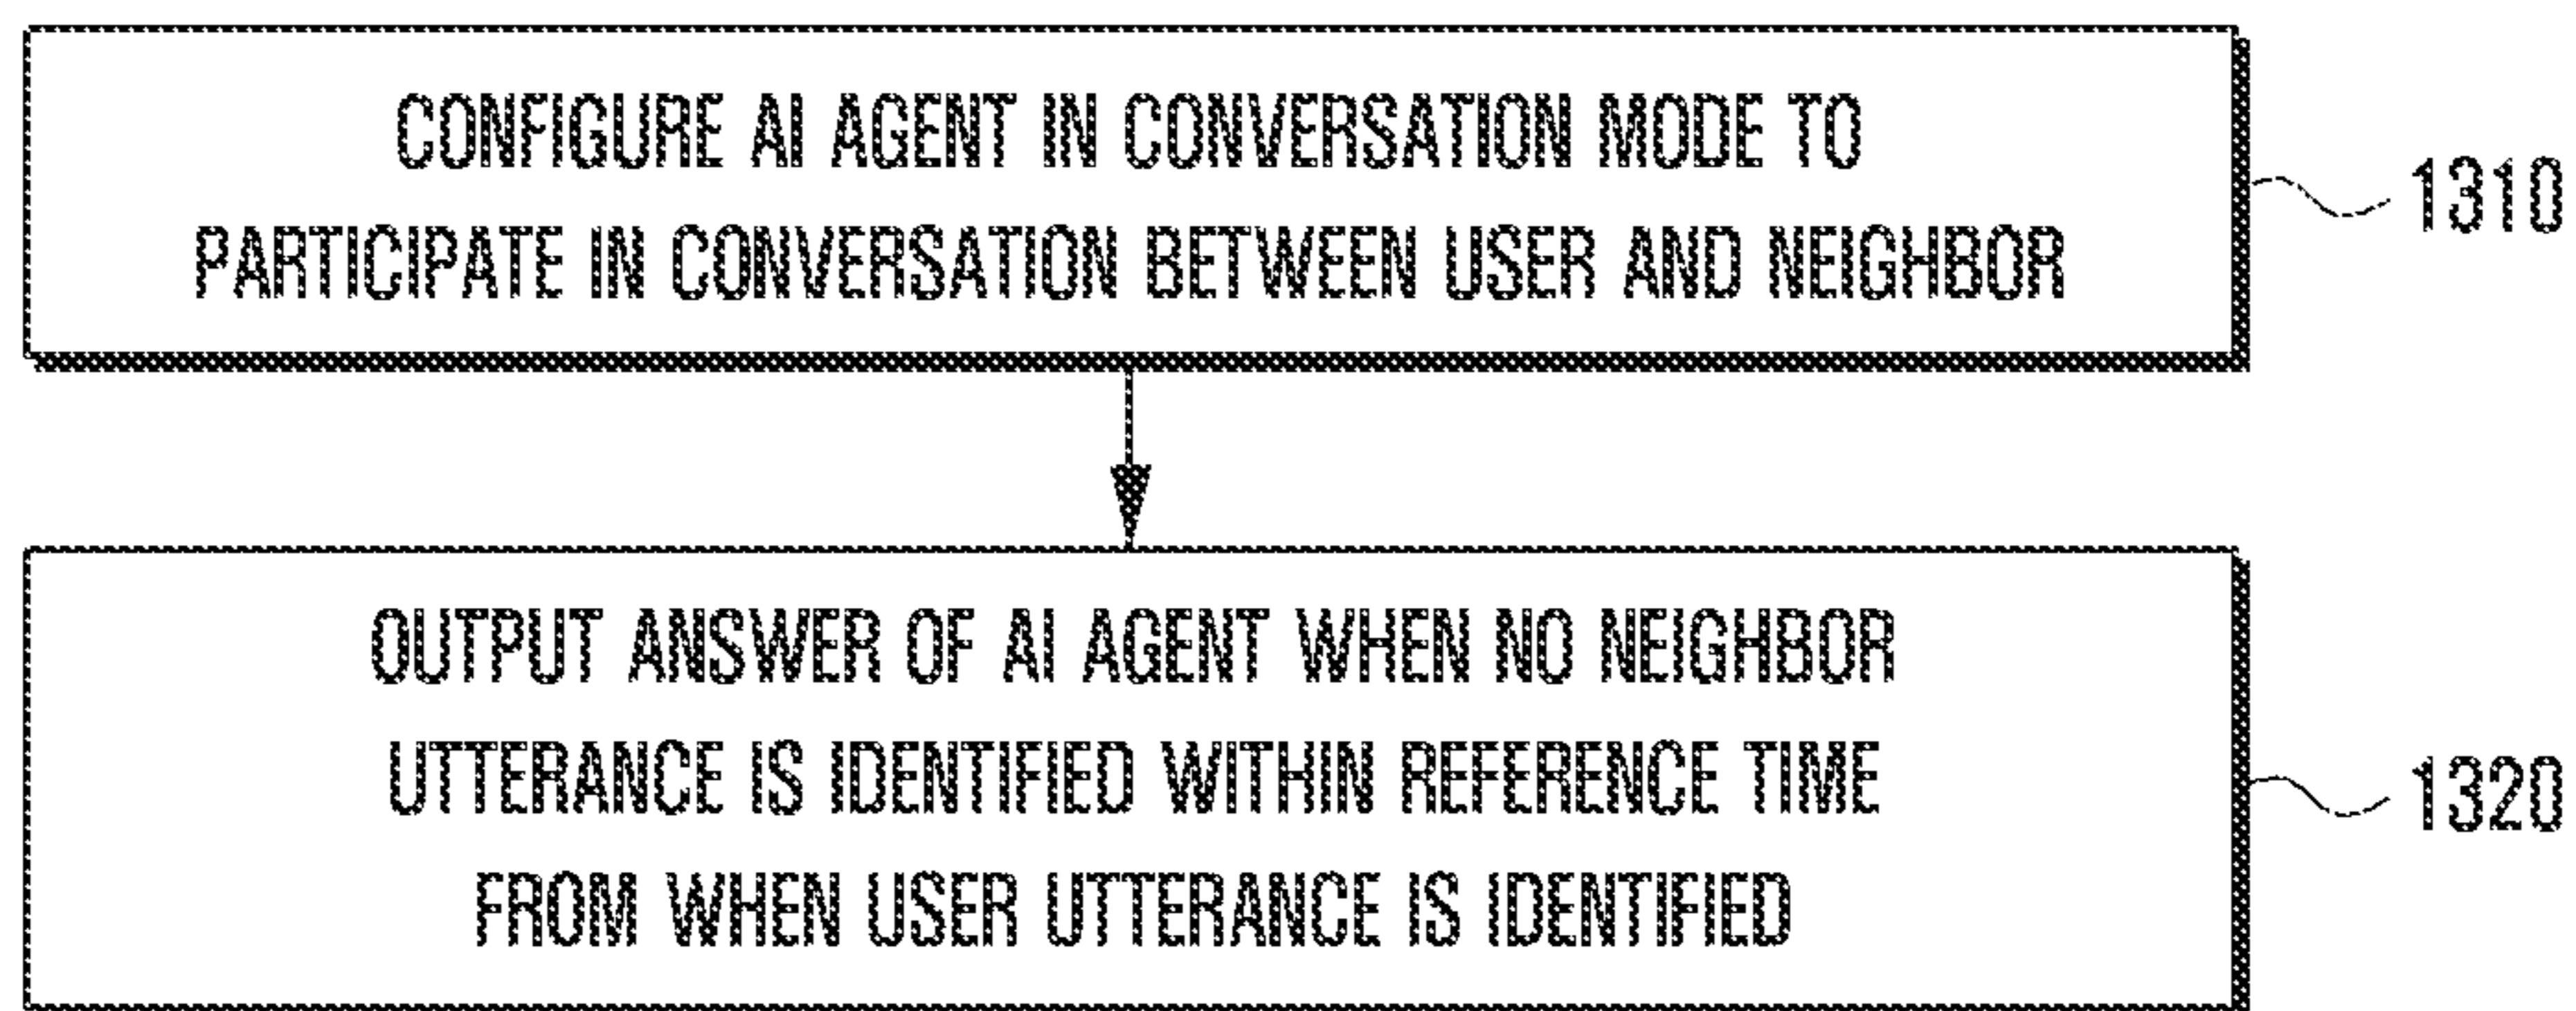 CONFIGURE AI AGENT IN CONVERSATION MODE TO
PARTICIPATE IN CONVERSATION BETWEEN USER AND NEIGHBOR
1310
OUTPUT ANSWER OF AI AGENT WHEN NO NEIGHBOR
UTTERANCE IS IDENTIFIED WITHIN REFERENCE TIME
FROM WHEN USER UTTERANCE IS IDENTIFIED
1320